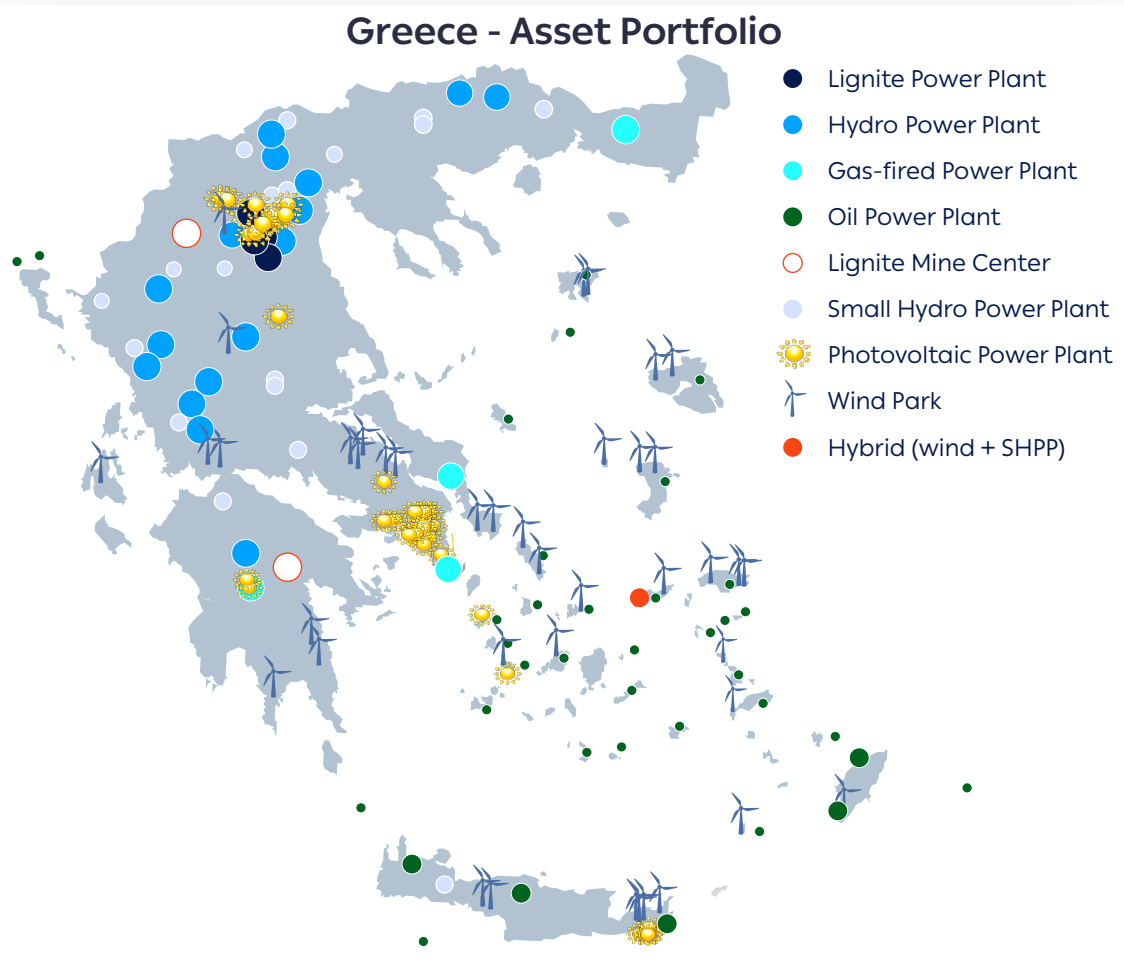 Greece - Asset Portfolio
Lignite Power Plant
Hydro Power Plant
Gas-fired Power Plant
Oil Power Plant
Lignite Mine Center
Small Hydro Power Plant
Photovoltaic Power Plant
Wind Park
Hybrid (wind + SHPP)